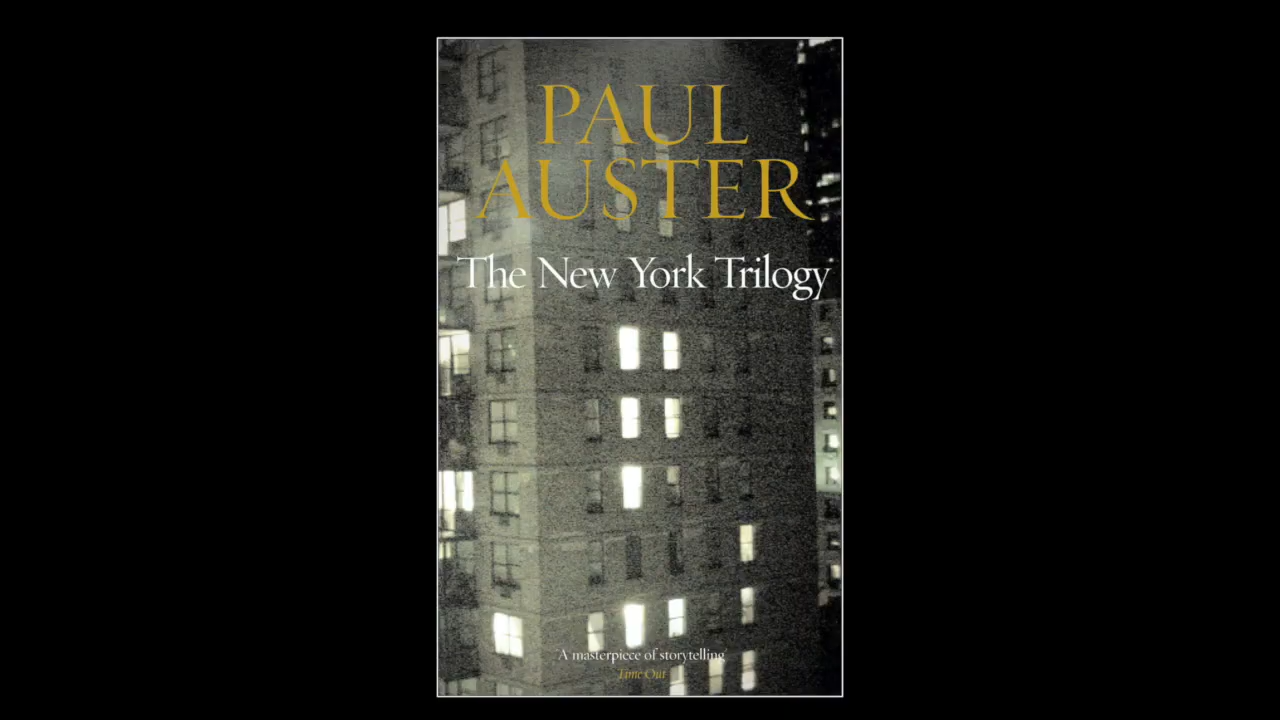 PAUL
AUSTER
The New York Trilogy
A masterpiece of storytelling
Time Out